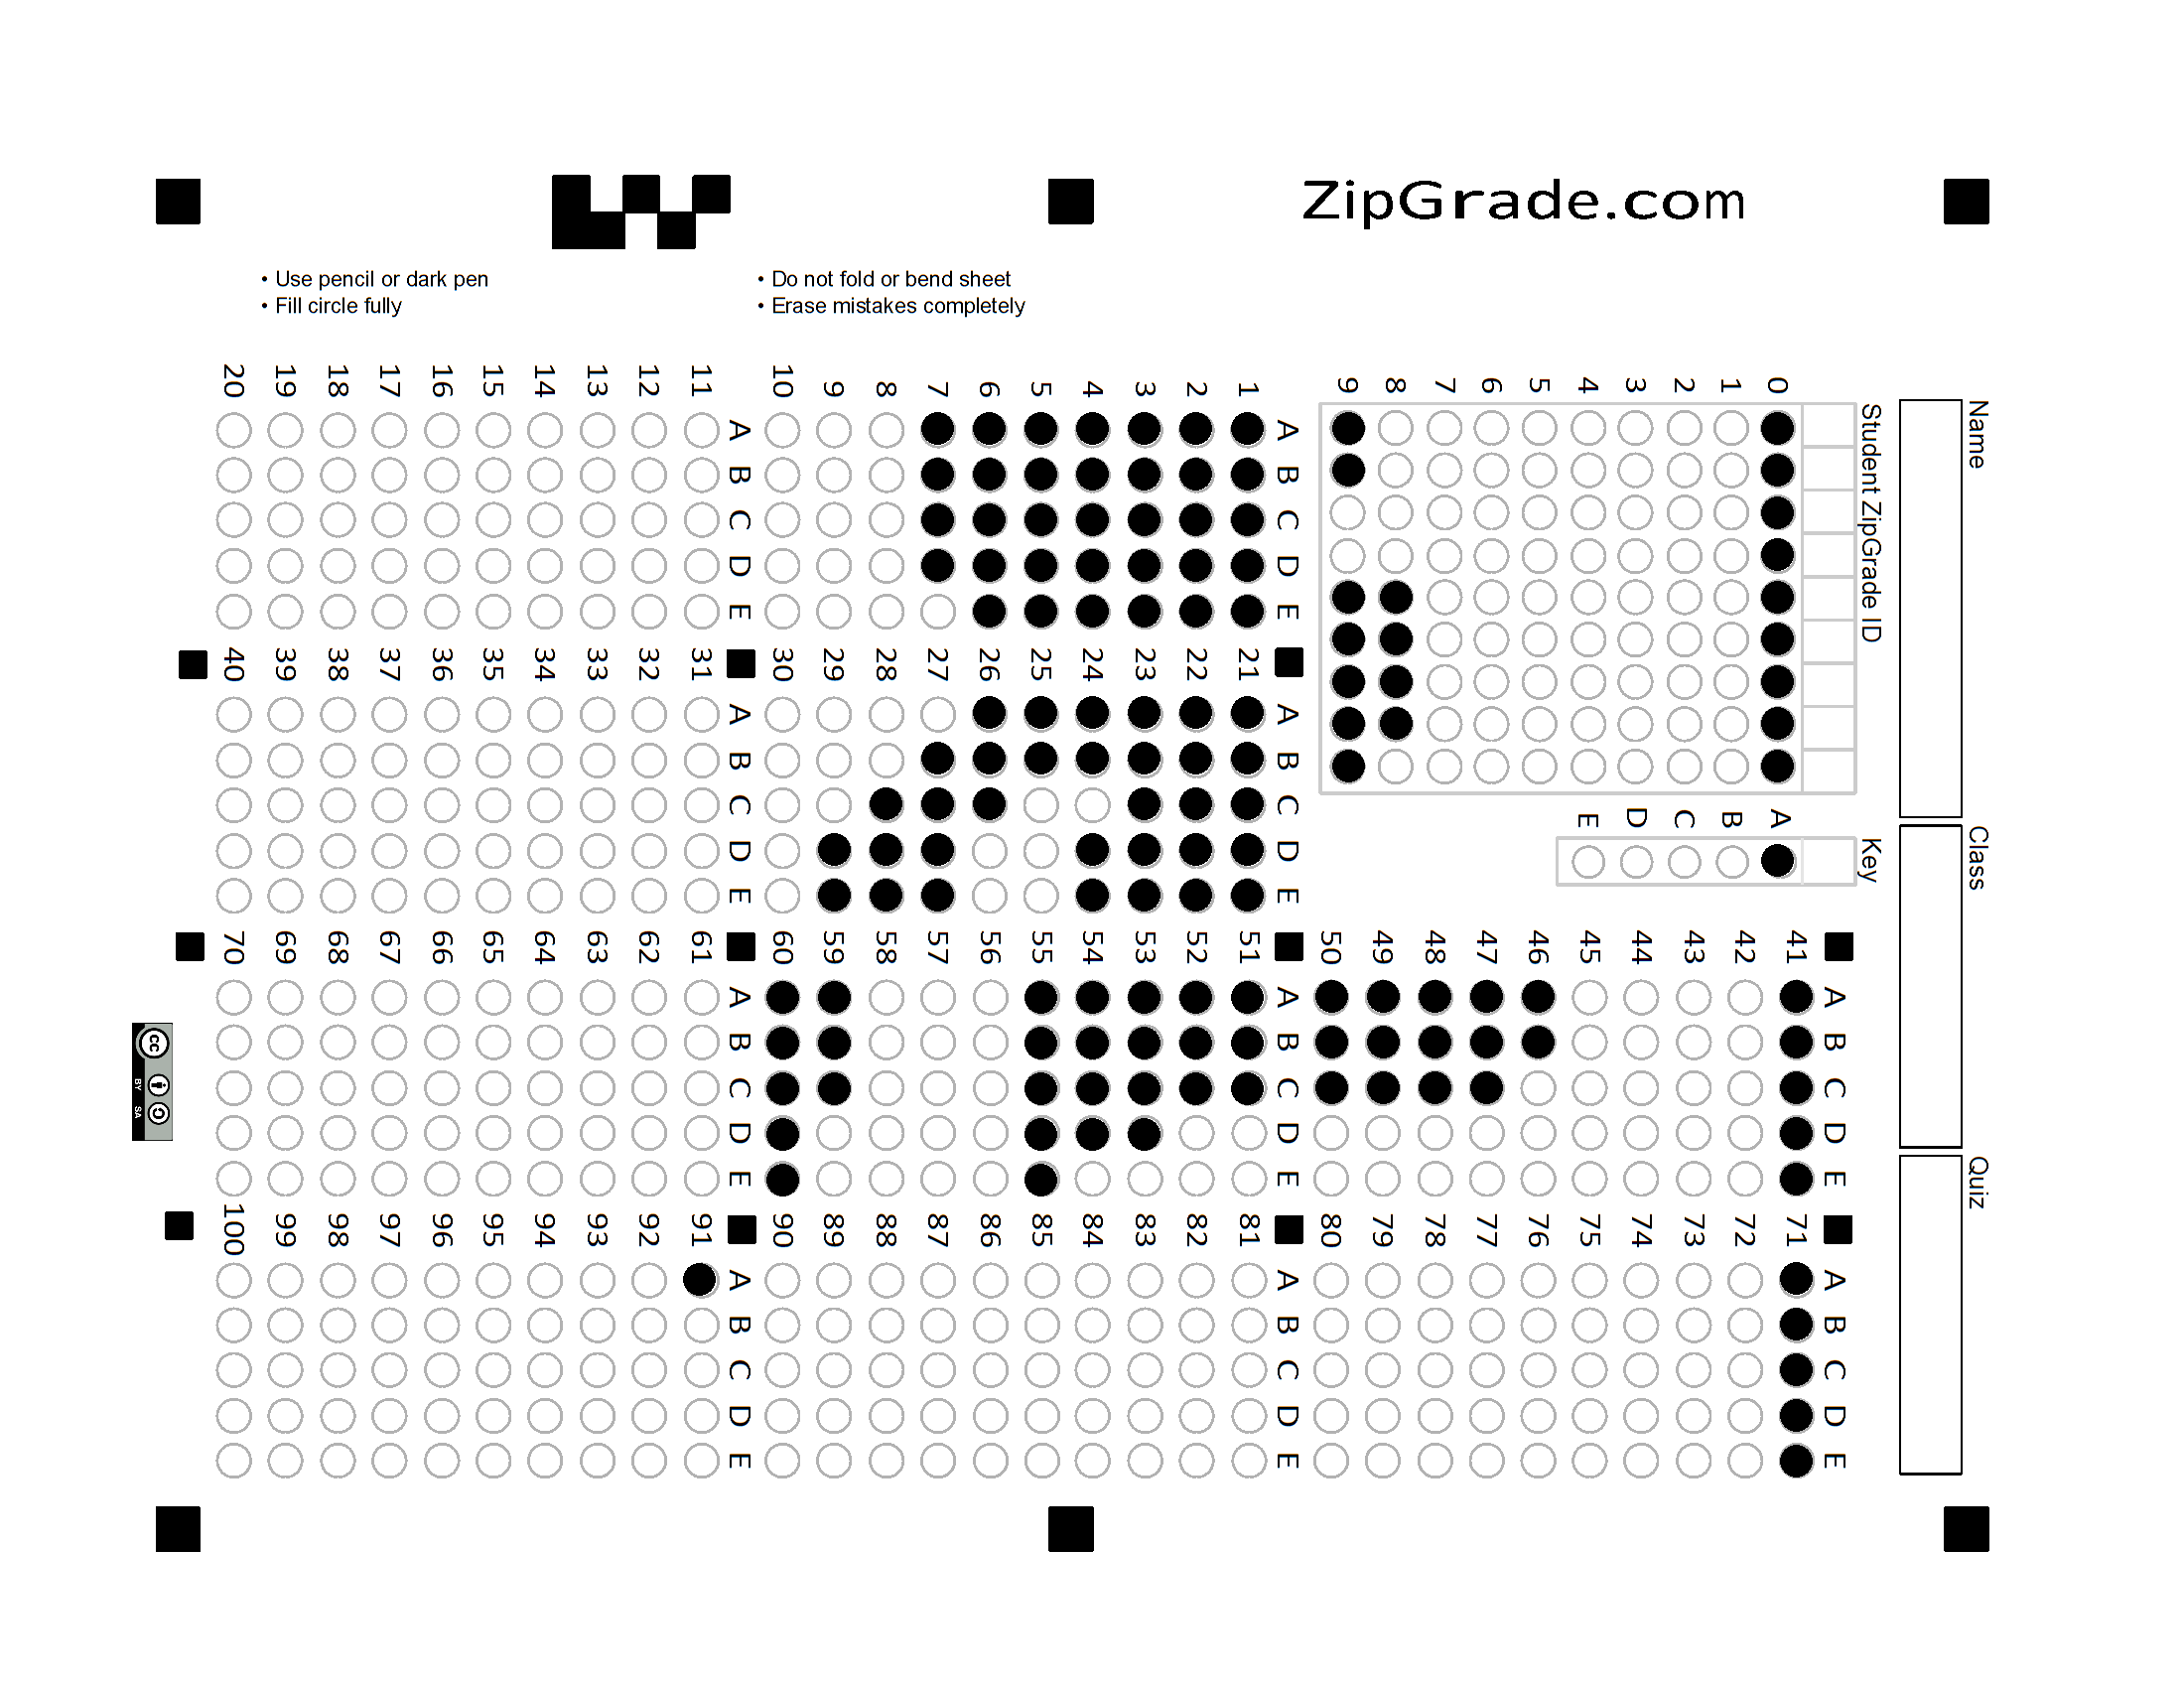 ZipGrade.com
• Use pencil or dark pen
• Fill circle fully
• Do not fold or bend sheet
• Erase mistakes completely
Name
Class
Quiz
Student ZipGrade ID
0 1 2 3 4 5 6 7 8 9
Key
A B C D E
1 2 3 4 5 6 7 8 9 10
A B C D E
11 12 13 14 15 16 17 18 19 20
A B C D E
21 22 23 24 25 26 27 28 29 30
A B C D E
31 32 33 34 35 36 37 38 39 40
A B C D E
41 42 43 44 45 46 47 48 49 50
A B C D E
51 52 53 54 55 56 57 58 59 60
A B C D E
61 62 63 64 65 66 67 68 69 70
A B C D E
71 72 73 74 75 76 77 78 79 80
A B C D E
81 82 83 84 85 86 87 88 89 90
A B C D E
91 92 93 94 95 96 97 98 99 100
A B C D E
cc
BY SA